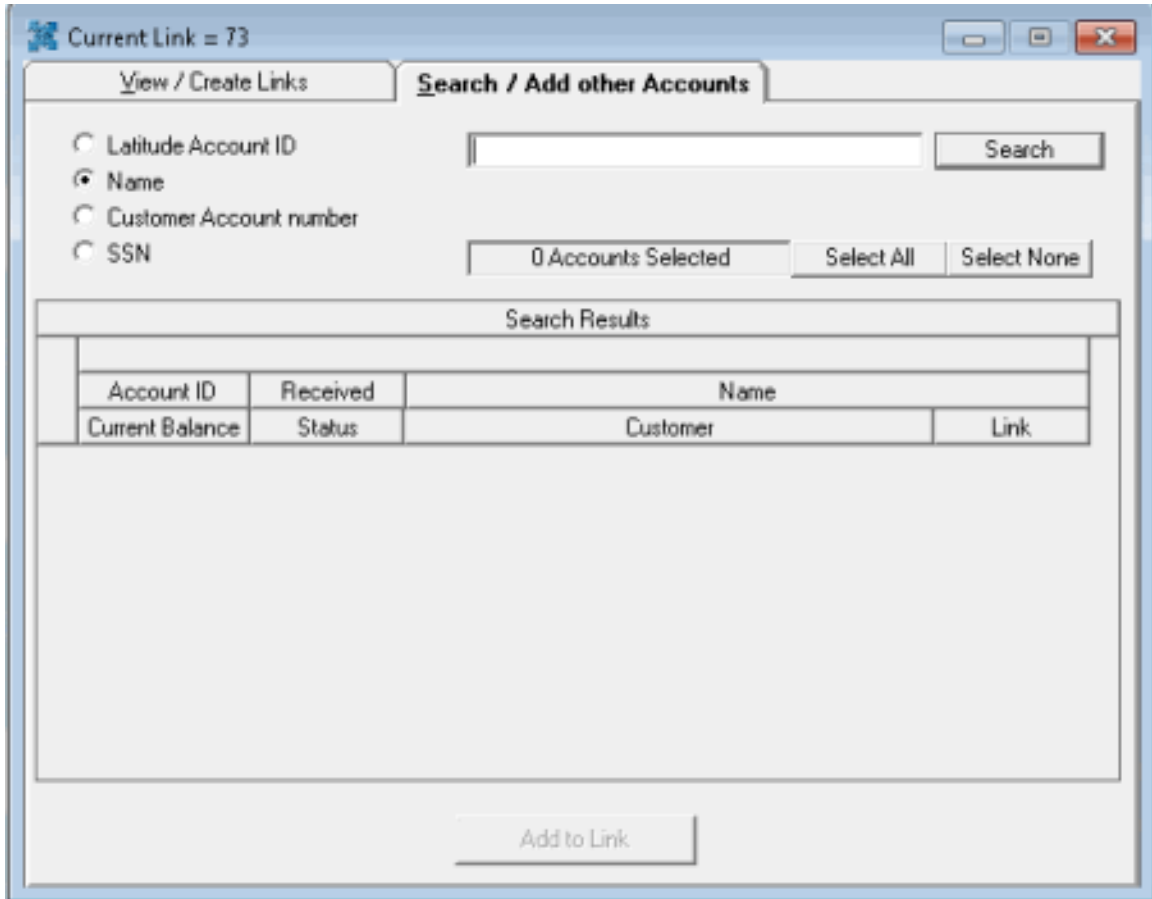 Current Link = 73
View / Create Links
Search / Add other Accounts
Latitude Account ID
Search
Name
Customer Account number
SSN
0 Accounts Selected
Select All
Select None
Search Results
Account ID
Received
Name
Current Balance
Status
Customer
Link
Add to Link